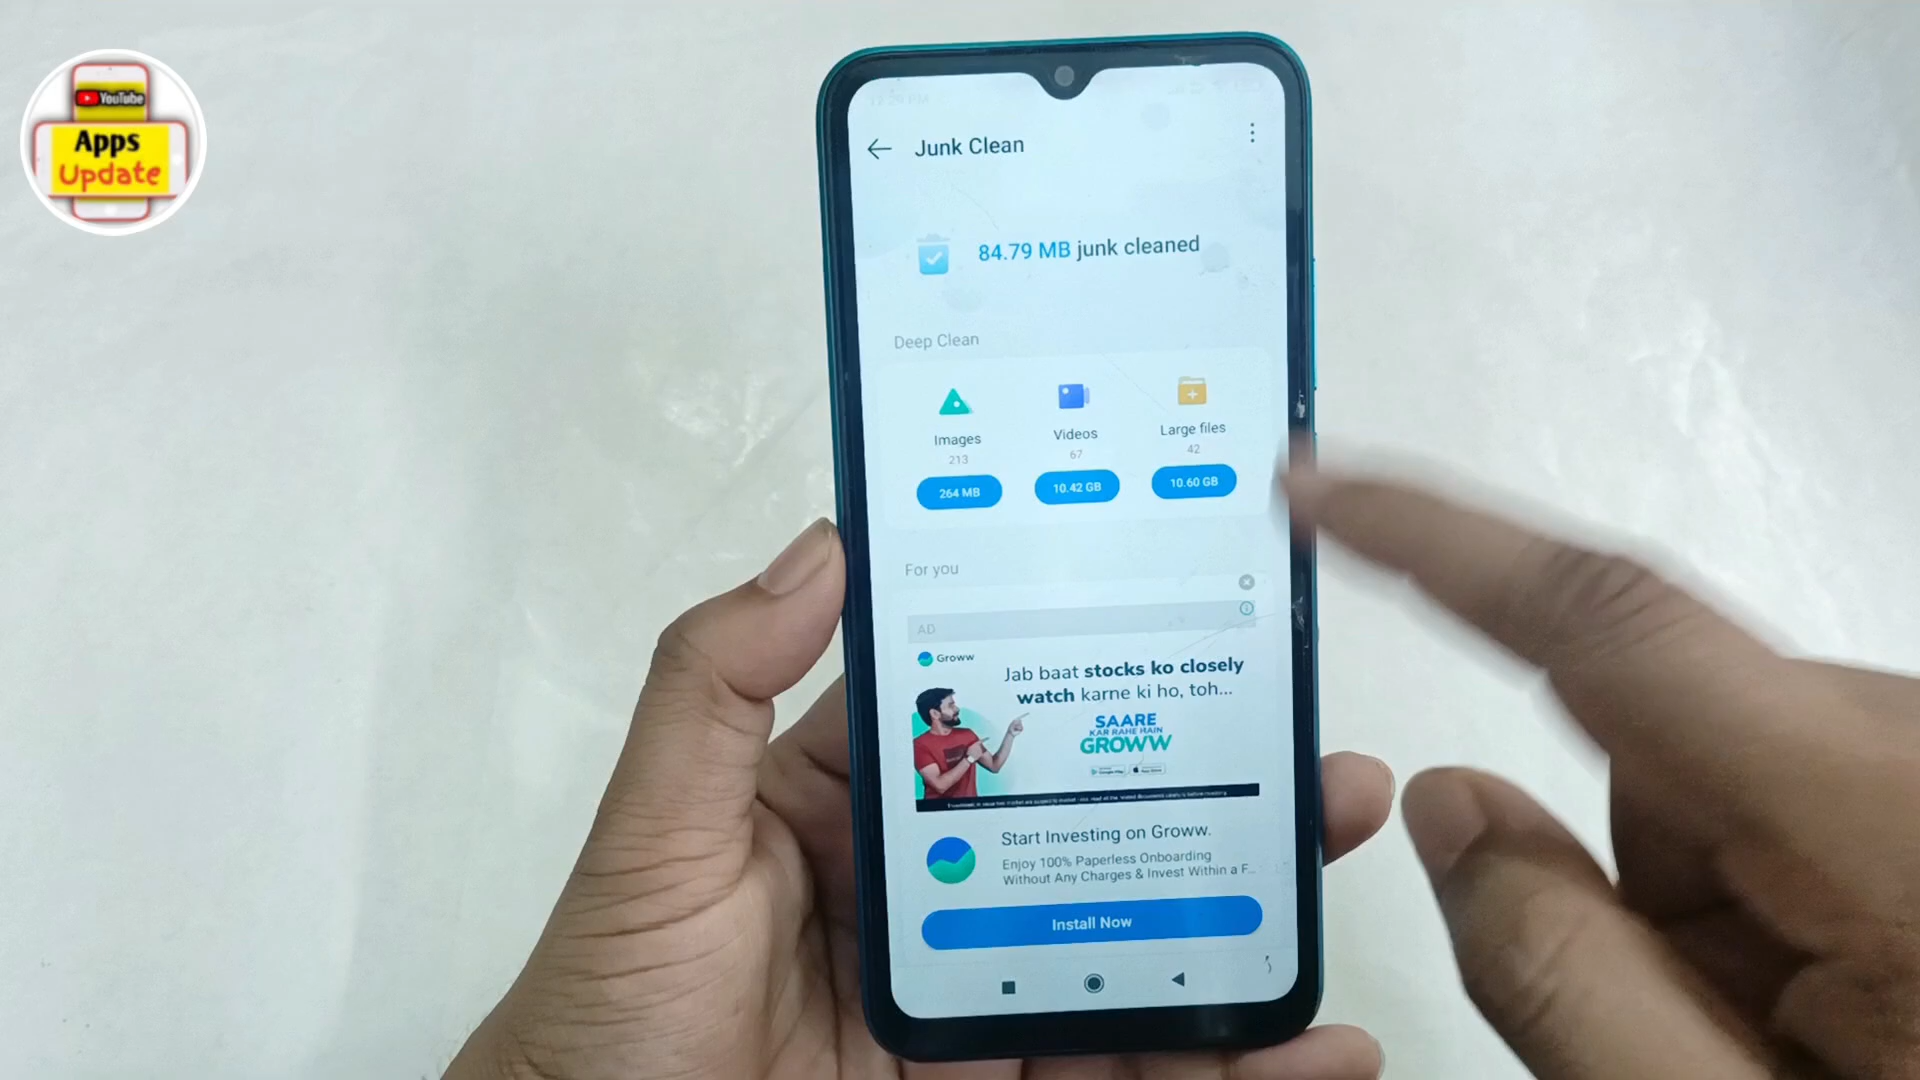 YouTube
Apps
Update
12:29 PM
Junk Clean
84.79 MB junk cleaned
Deep Clean
Images
213
264 MB
Videos
67
10.42 GB
Large files
42
10.60 GB
For you
AD
Groww
Jab baat stocks ko closely
watch karne ki ho, toh...
SAARE
KAR RAHE HAIN
GROWW
Start Investing on Groww.
Enjoy 100% Paperless Onboarding
Without Any Charges & Invest Within a F...
Install Now